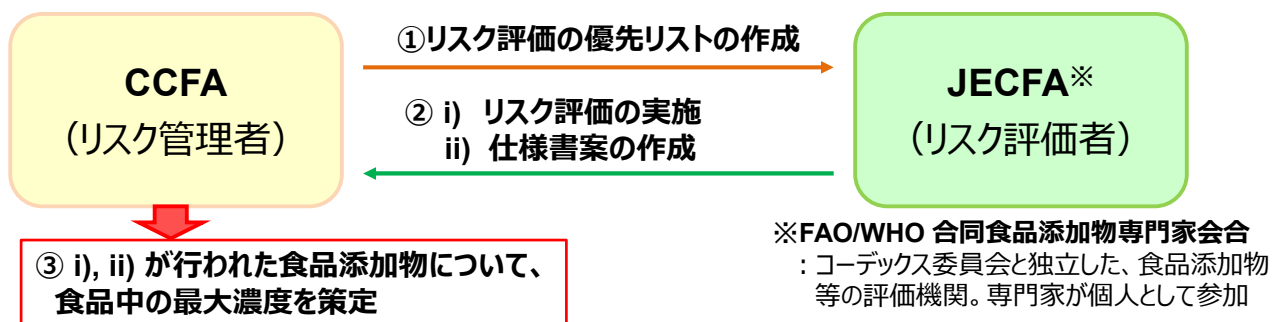 ①リスク評価の優先リストの作成
CCFA
（リスク管理者）
② i) リスク評価の実施
ii) 仕様書案の作成
JECFA※
（リスク評価者）
※FAO/WHO 合同食品添加物専門家会合
：コーデックス委員会と独立した、食品添加物
等の評価機関。専門家が個人として参加
③ i), ii) が行われた食品添加物について、
食品中の最大濃度を策定